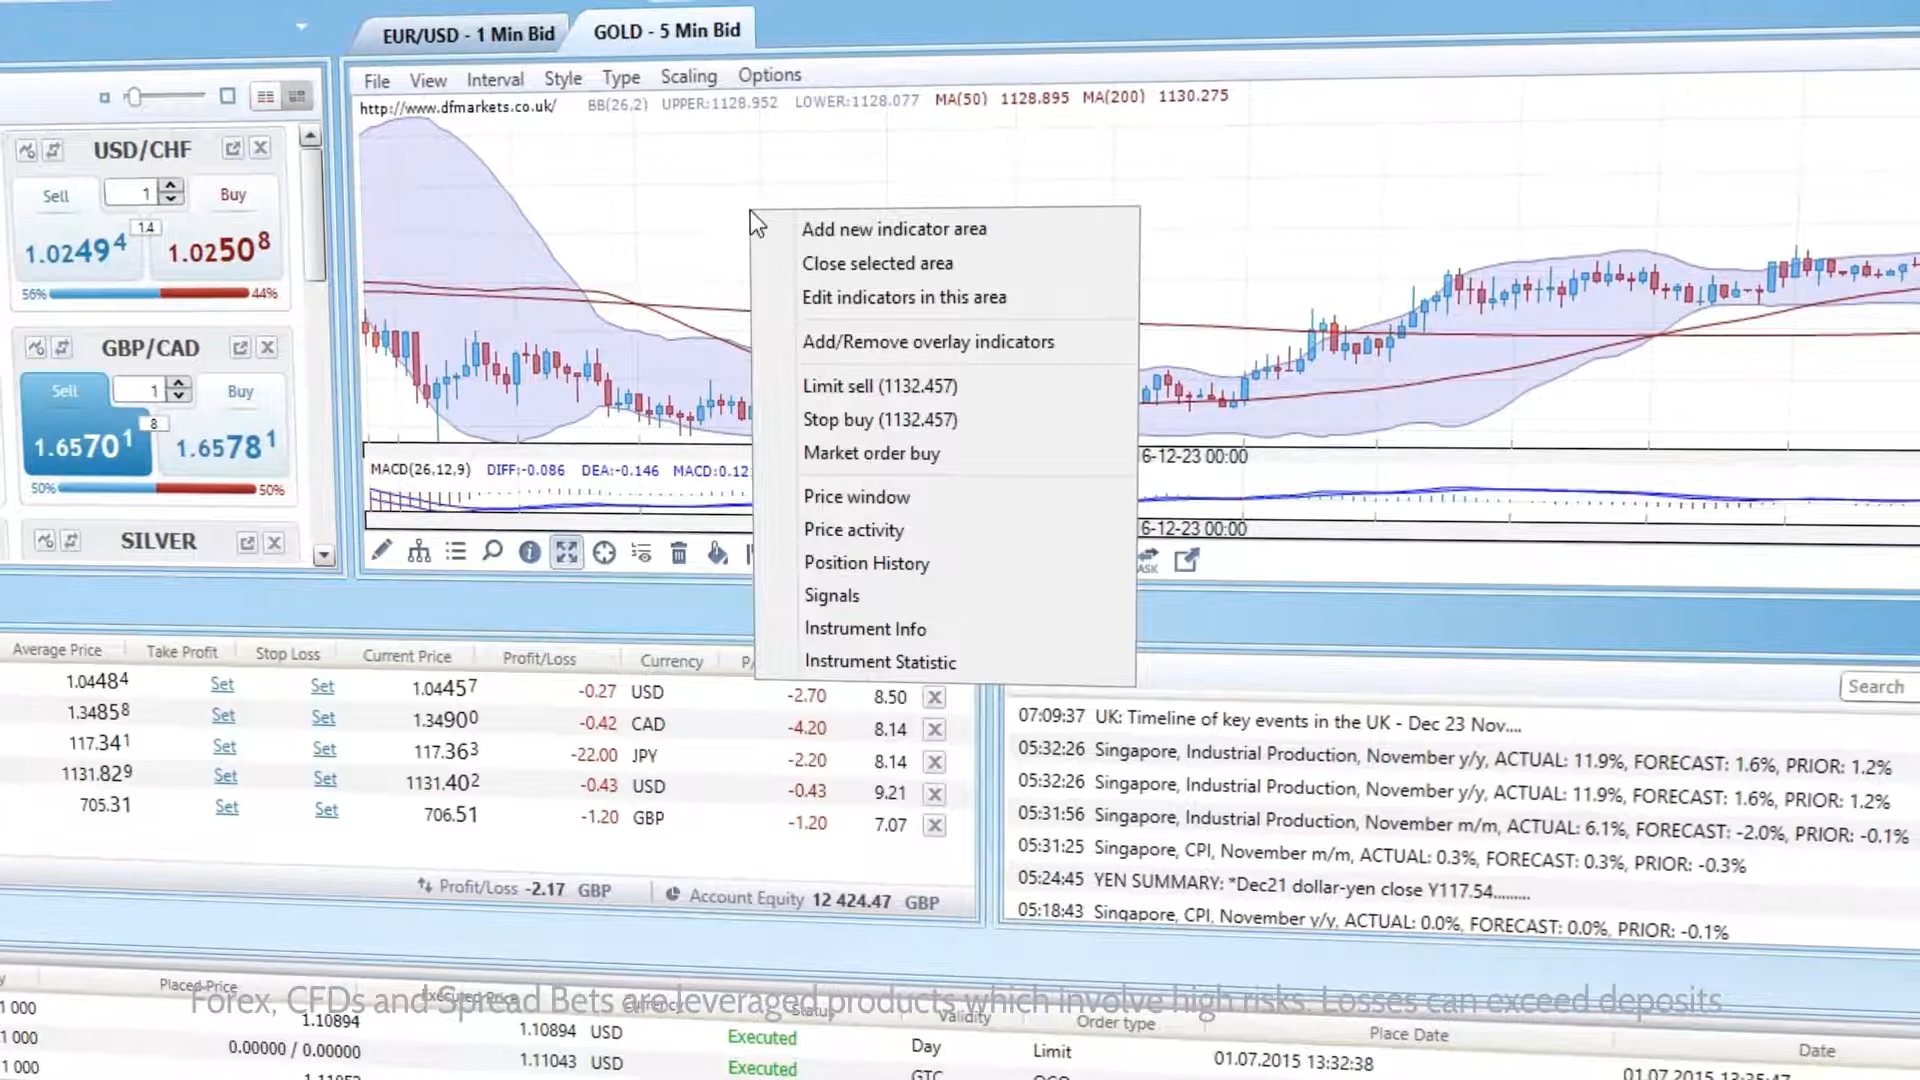 EUR/USD - 1 Min Bid
GOLD - 5 Min Bid
File View Interval Style Type Scaling Options
http://www.dfmarkets.co.uk/ BB(26,2) UPPER:1128.952 LOWER:1128.077 MA(50) 1128.895 MA(200) 1130.275
USD/CHF
Sell 1 Buy
14
1.02494 1.02508
56% 44%
GBP/CAD
Sell 1 Buy
8
1.65701 1.65781
50% 50%
SILVER
Add new indicator area
Close selected area
Edit indicators in this area
Add/Remove overlay indicators
Limit sell (1132.457)
Stop buy (1132.457)
Market order buy
Price window
Price activity
Position History
Signals
Instrument Info
Instrument Statistic
6-12-23 00:00
MACD(26,12,9) DIFF:-0.086 DEA:-0.146 MACD:0.12
6-12-23 00:00
ASK
Average Price Take Profit Stop Loss Current Price Profit/Loss Currency P/
1.04484 Set Set 1.04457 -0.27 USD -2.70 8.50
1.34858 Set Set 1.34900 -0.42 CAD -4.20 8.14
117.341 Set Set 117.363 -22.00 JPY -2.20 8.14
1131.829 Set Set 1131.402 -0.43 USD -0.43 9.21
705.31 Set Set 706.51 -1.20 GBP -1.20 7.07
Profit/Loss -2.17 GBP Account Equity 12 424.47 GBP
Search
07:09:37 UK: Timeline of key events in the UK - Dec 23 Nov....
05:32:26 Singapore, Industrial Production, November y/y, ACTUAL: 11.9%, FORECAST: 1.6%, PRIOR: 1.2%
05:32:26 Singapore, Industrial Production, November y/y, ACTUAL: 11.9%, FORECAST: 1.6%, PRIOR: 1.2%
05:31:56 Singapore, Industrial Production, November m/m, ACTUAL: 6.1%, FORECAST: -2.0%, PRIOR: -0.1%
05:31:25 Singapore, CPI, November m/m, ACTUAL: 0.3%, FORECAST: 0.3%, PRIOR: -0.3%
05:24:45 YEN SUMMARY: *Dec21 dollar-yen close Y117.54.........
05:18:43 Singapore, CPI, November y/y, ACTUAL: 0.0%, FORECAST: 0.0%, PRIOR: -0.1%
Placed Price Executed Price Currency Status Validity Order type Place Date Date
Forex, CFDs and Spread Bets are leveraged products which involve high risks. Losses can exceed deposits
1 000 1.10894 1.10894 USD Executed Day Limit 01.07.2015 13:32:38
1 000 0.00000 / 0.00000 1.11043 USD Executed GTC 01.07.2015
1 000